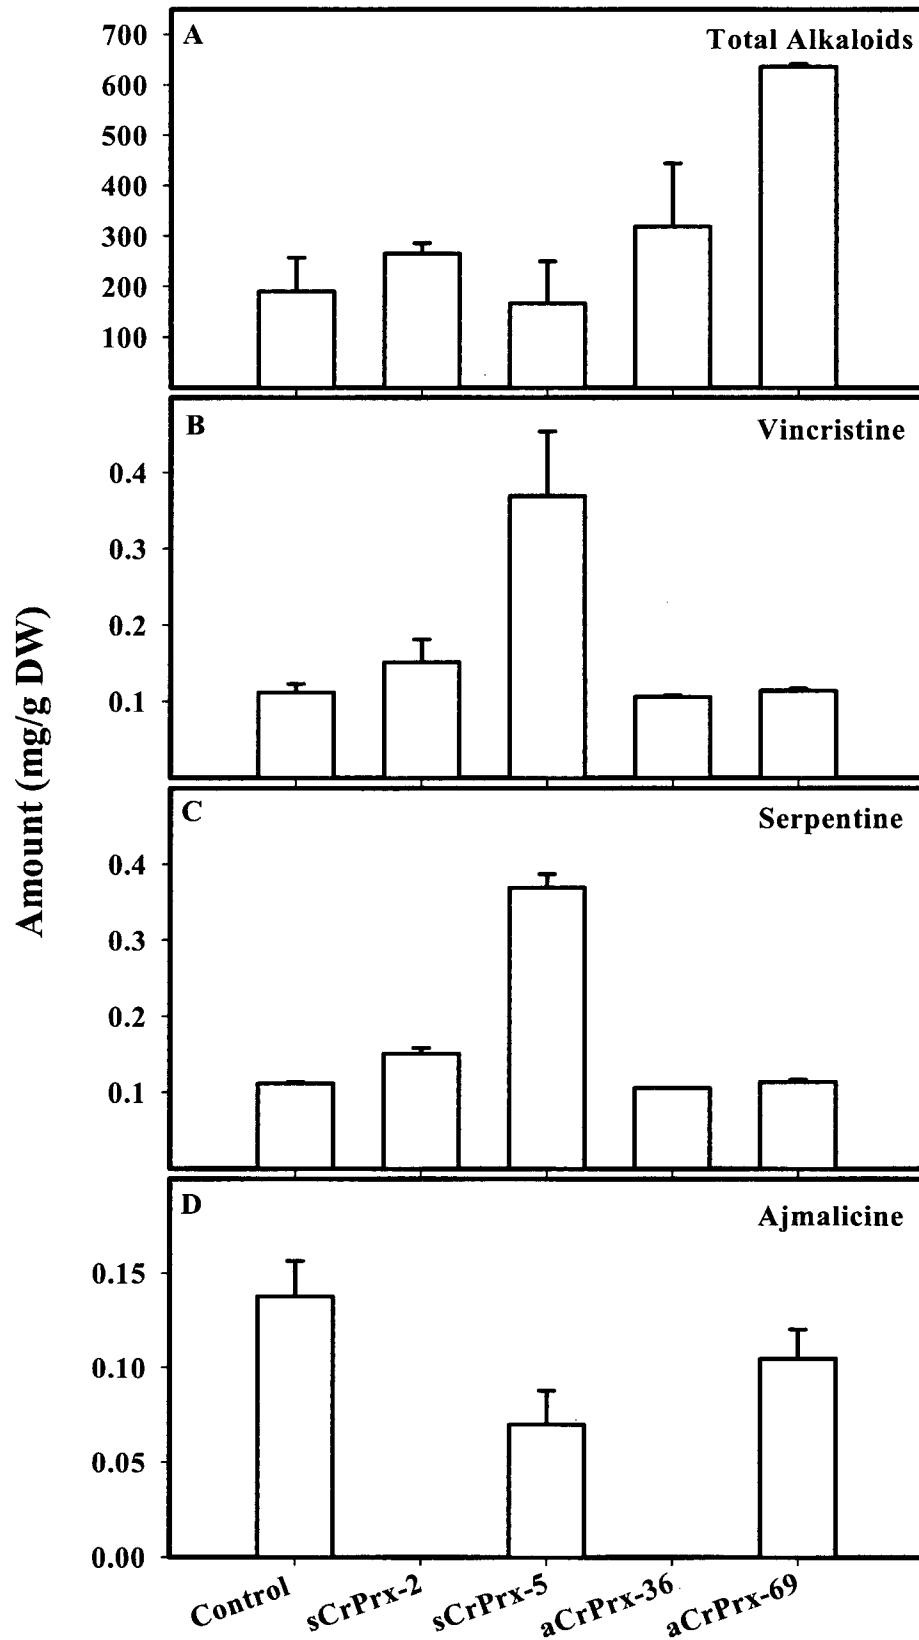 Amount (mg/g DW)
A
Total Alkaloids
700
600
500
400
300
200
100
B
Vincristine
0.4
0.3
0.2
0.1
C
Serpentine
0.4
0.3
0.2
0.1
D
Ajmalicine
0.15
0.10
0.05
0.00
Control
sCrPrx-2
sCrPrx-5
aCrPrx-36
aCrPrx-69